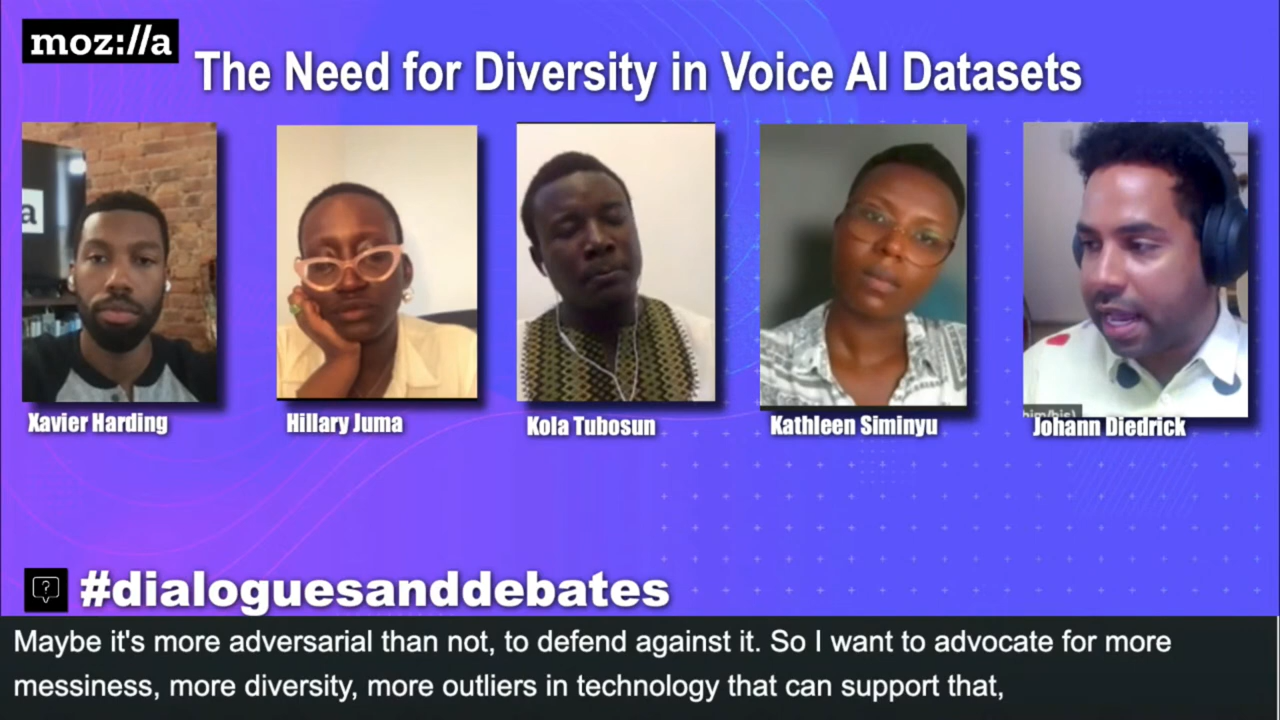 moz://a
The Need for Diversity in Voice AI Datasets
a
Xavier Harding
Hillary Juma
Kola Tubosun
Kathleen Siminyu
him/his)
Johann Diedrick
?
#dialoguesanddebates
Maybe it's more adversarial than not, to defend against it. So I want to advocate for more
messiness, more diversity, more outliers in technology that can support that,